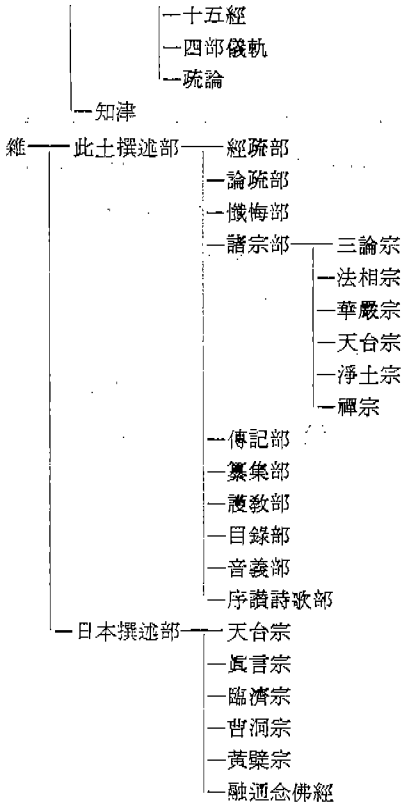 十五經
四部儀軌
疏論
知津
雜 此土撰述部 經疏部
論疏部
懺悔部
諸宗部 三論宗
法相宗
華嚴宗
天台宗
淨土宗
禪宗
傳記部
纂集部
護教部
目錄部
音義部
序讚詩歌部
日本撰述部 天台宗
眞言宗
臨濟宗
曹洞宗
黃檗宗
融通念佛經